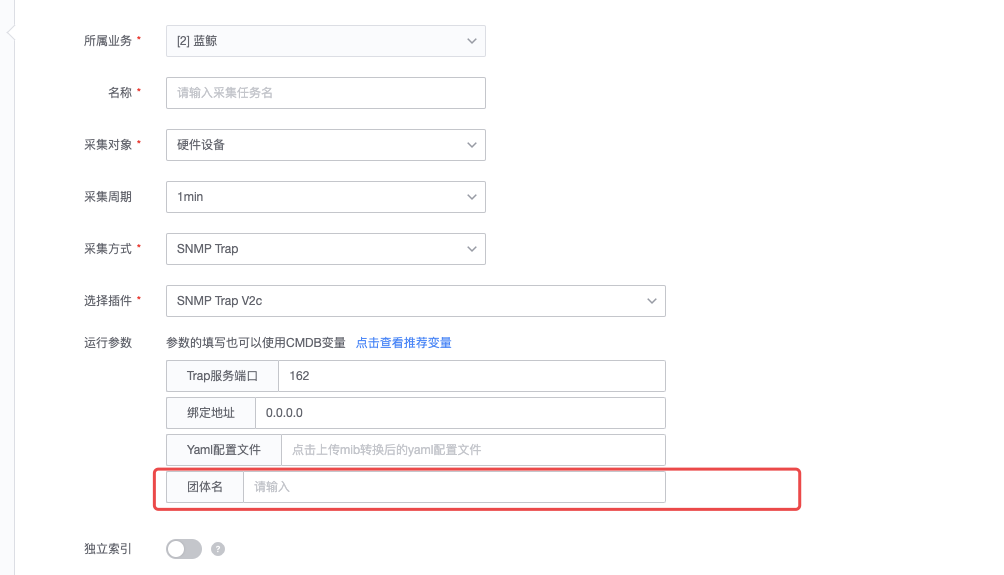 所属业务 * [2] 蓝鲸
名称 * 请输入采集任务名
采集对象 * 硬件设备
采集周期 1min
采集方式 * SNMP Trap
选择插件 * SNMP Trap V2c
运行参数 参数的填写也可以使用CMDB变量 点击查看推荐变量
Trap服务端口 162
绑定地址 0.0.0.0
Yaml配置文件 点击上传mib转换后的yaml配置文件
团体名 请输入
独立索引 ?